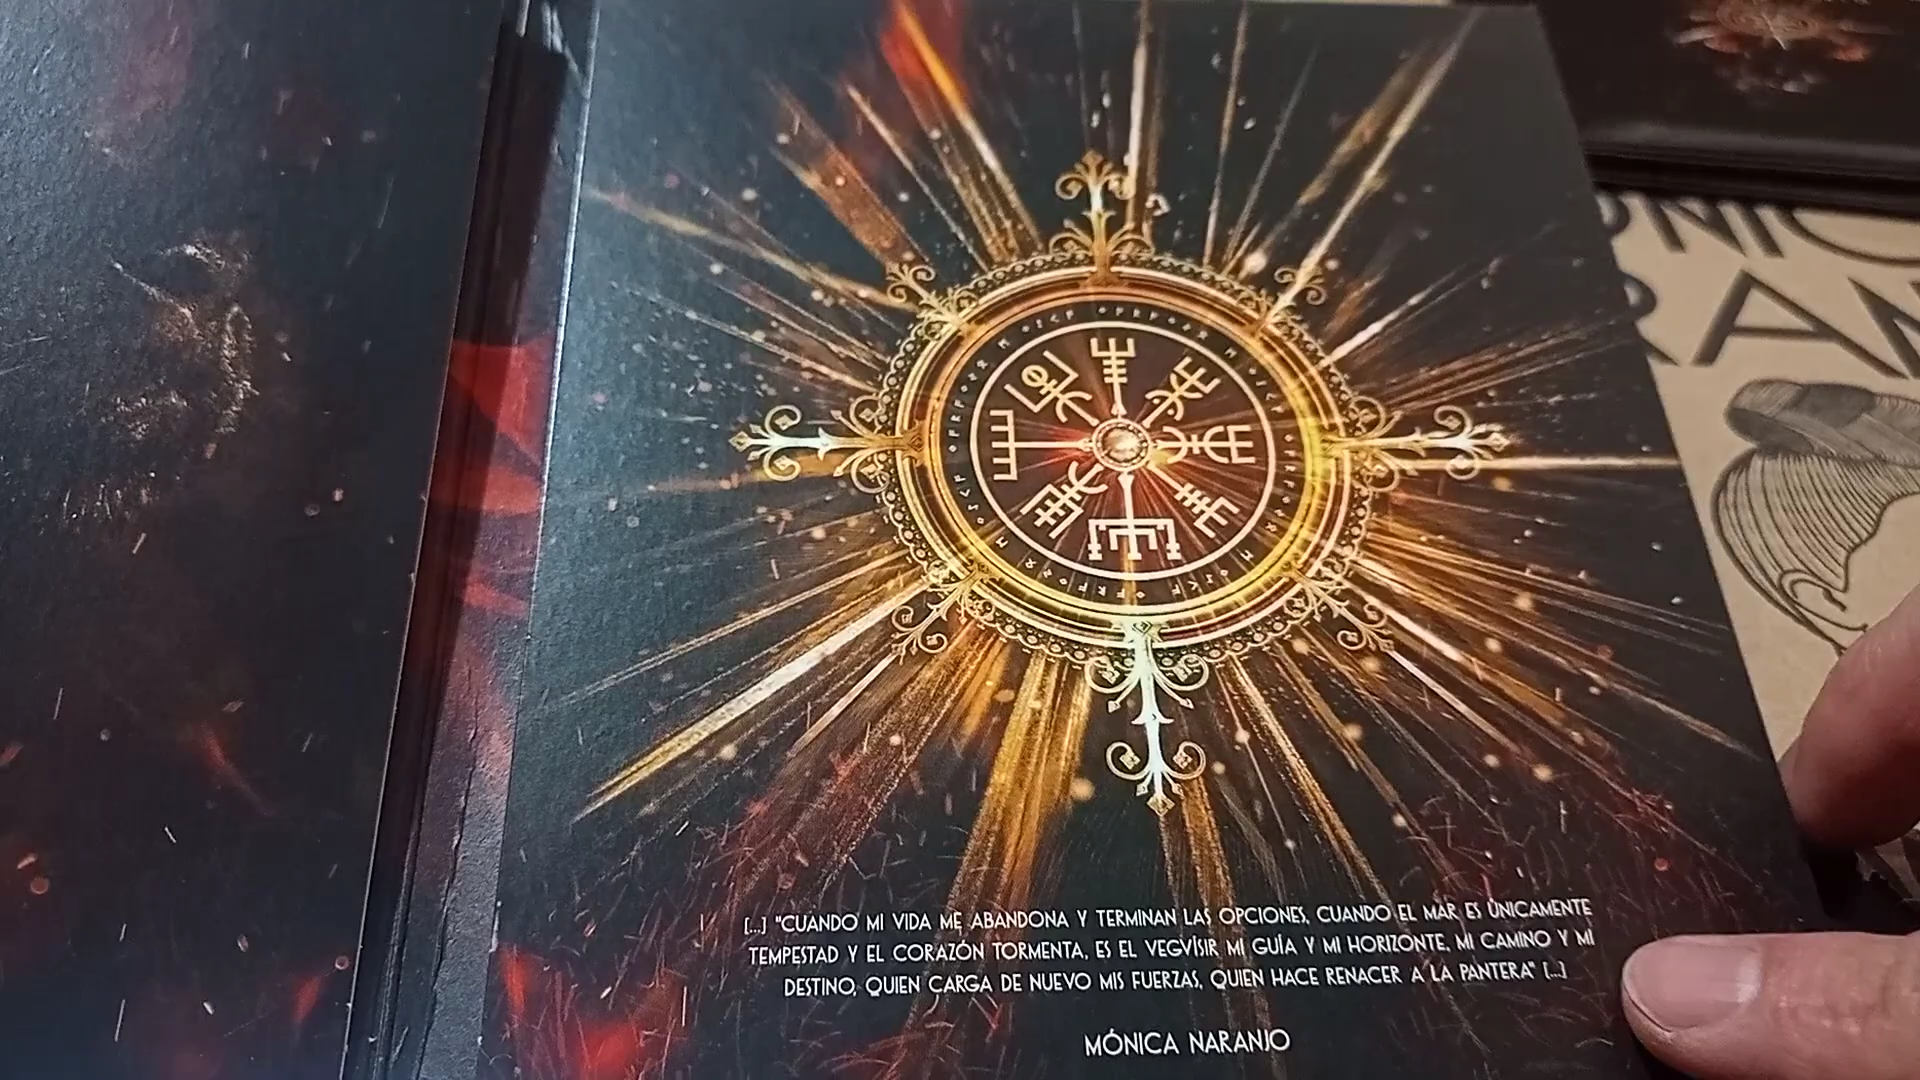 [...] "CUANDO MI VIDA ME ABANDONA Y TERMINAN LAS OPCIONES, CUANDO EL MAR ES ÚNICAMENTE
TEMPESTAD Y EL CORAZÓN TORMENTA, ES EL VEGVÍSIR MI GUÍA Y MI HORIZONTE, MI CAMINO Y MI
DESTINO, QUIEN CARGA DE NUEVO MIS FUERZAS, QUIEN HACE RENACER A LA PANTERA" [...]
MÓNICA NARANJO